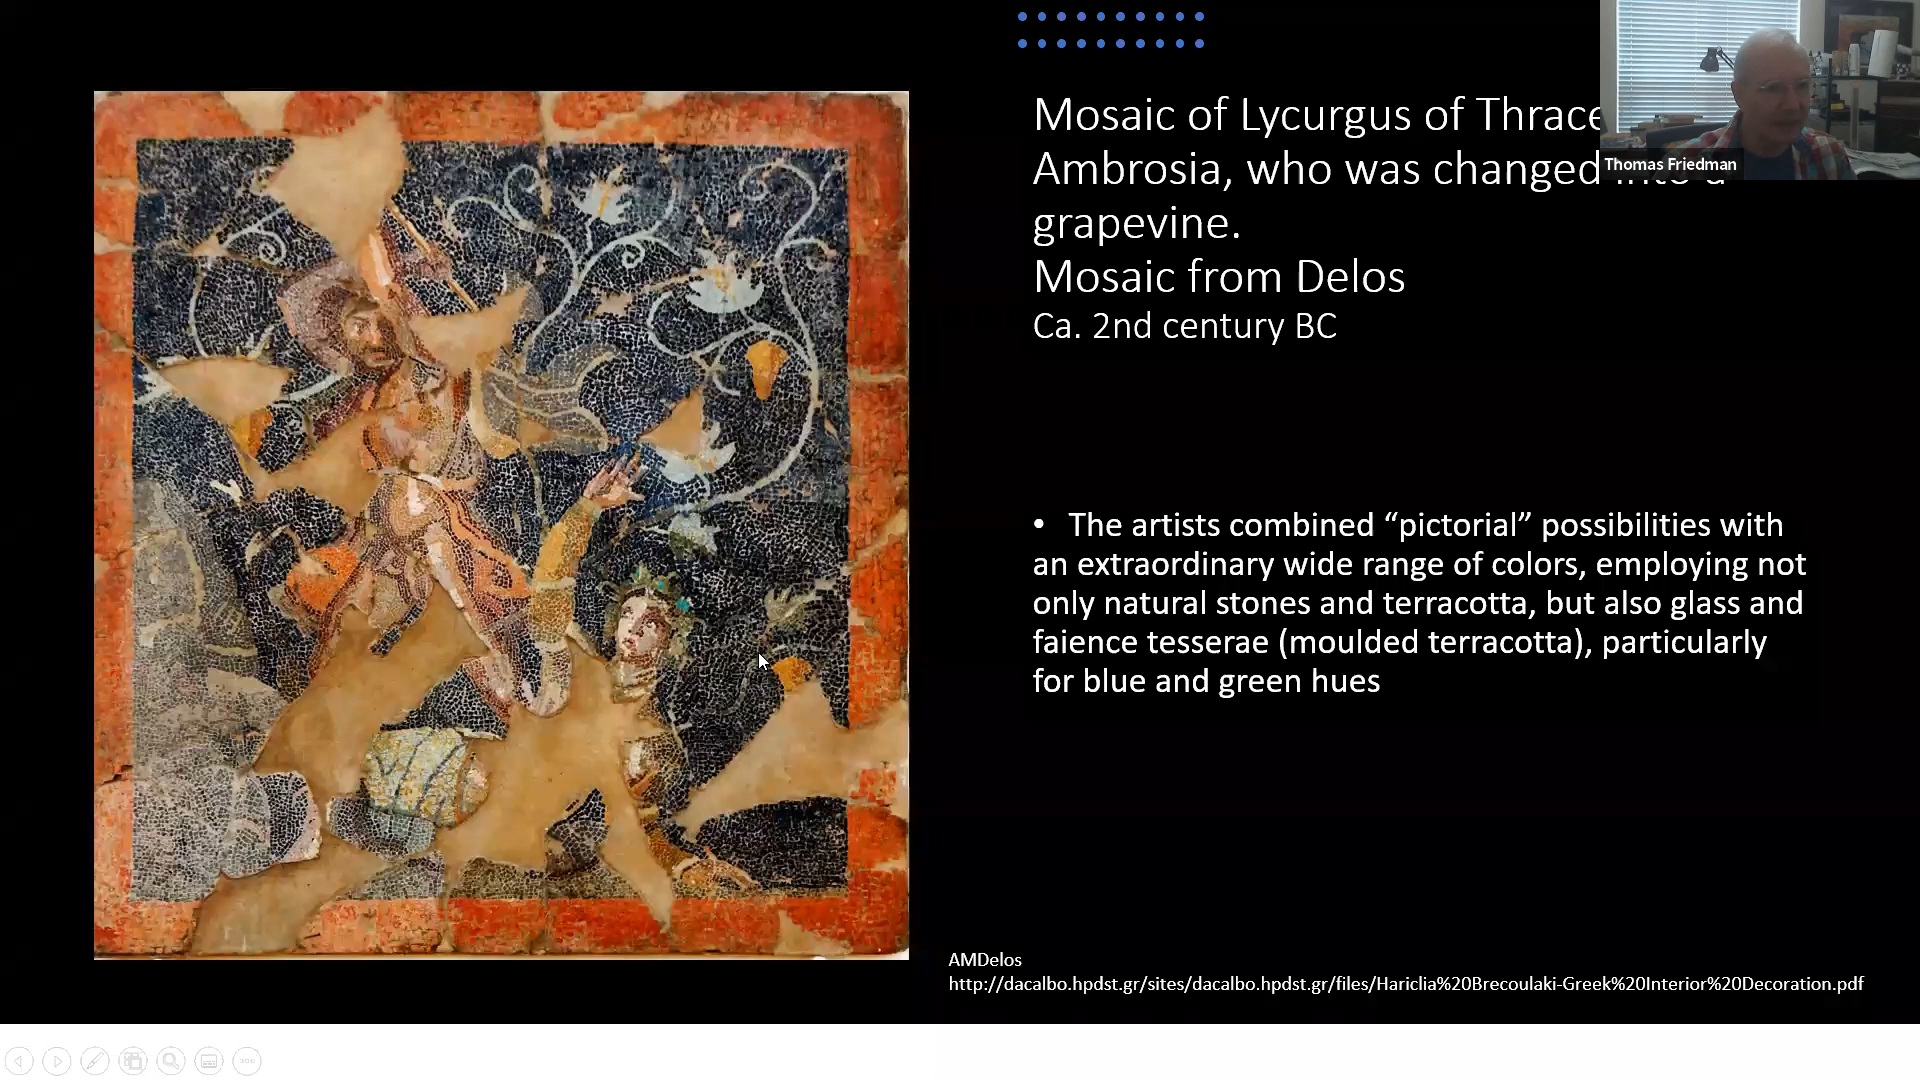 Mosaic of Lycurgus of Thrace
Ambrosia, who was changed into a
grapevine.
Mosaic from Delos
Ca. 2nd century BC
Thomas Friedman
• The artists combined “pictorial” possibilities with
an extraordinary wide range of colors, employing not
only natural stones and terracotta, but also glass and
faience tesserae (moulded terracotta), particularly
for blue and green hues
AMDelos
http://dacalbo.hpdst.gr/sites/dacalbo.hpdst.gr/files/Hariclia%20Brecoulaki-Greek%20Interior%20Decoration.pdf